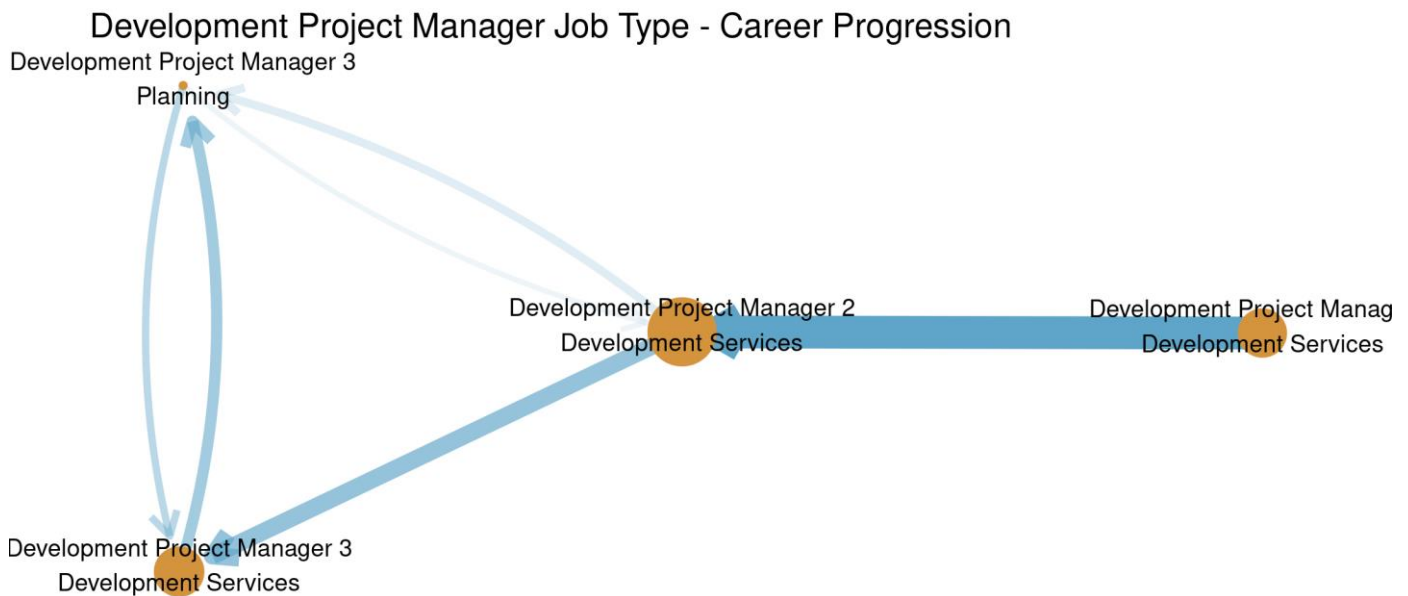 Development Project Manager Job Type - Career Progression
Development Project Manager 3
Planning
Development Project Manager 2
Development Services
Development Project Manag
Development Services
Development Project Manager 3
Development Services